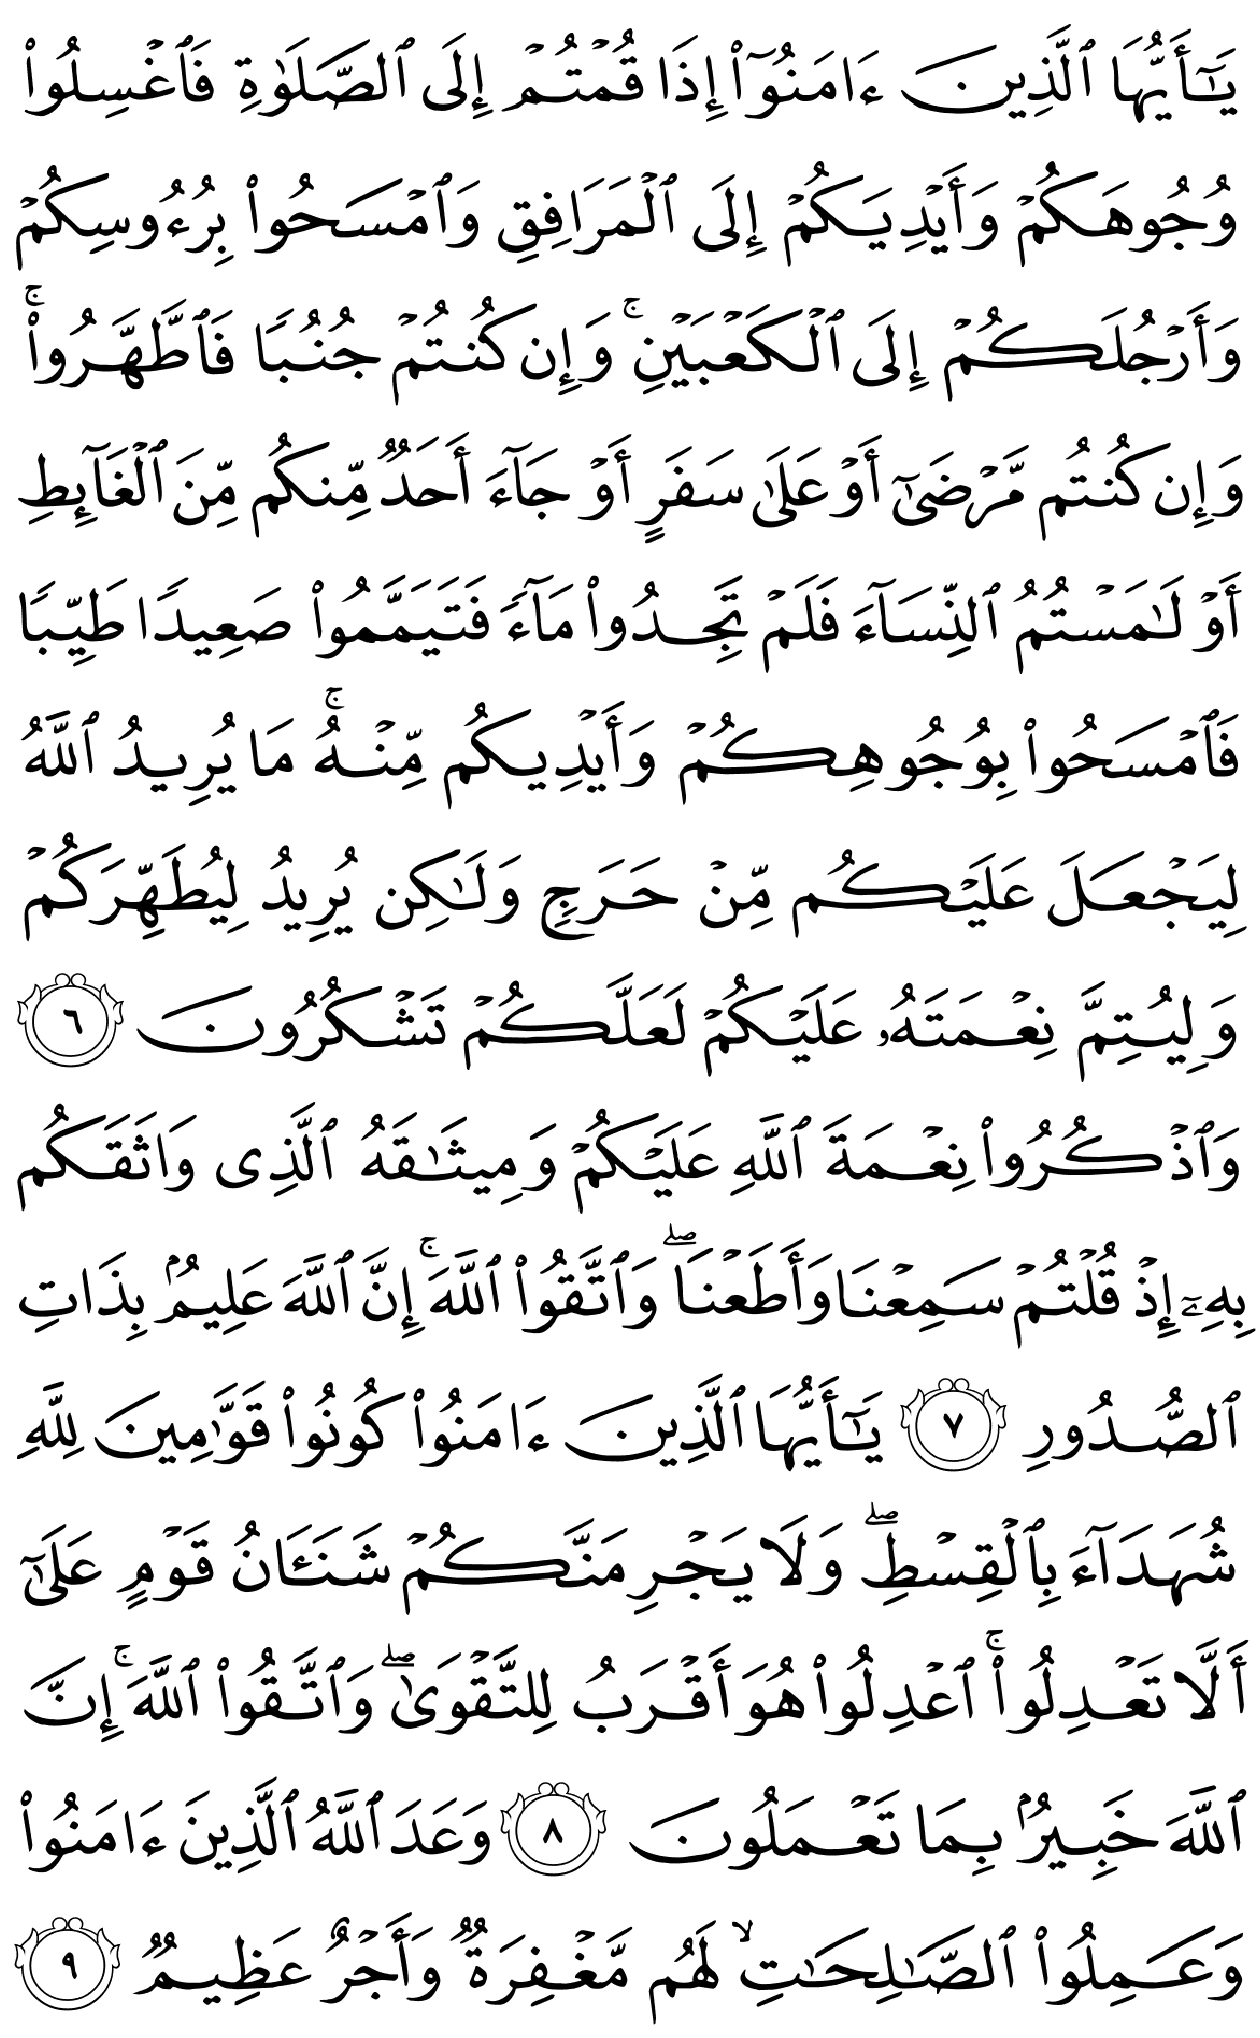 يَـٰٓأَيُّهَا ٱلَّذِينَ ءَامَنُوٓا۟ إِذَا قُمْتُمْ إِلَى ٱلصَّلَوٰةِ فَٱغْسِلُوا۟
وُجُوهَكُمْ وَأَيْدِيَكُمْ إِلَى ٱلْمَرَافِقِ وَٱمْسَحُوا۟ بِرُءُوسِكُمْ
وَأَرْجُلَكُمْ إِلَى ٱلْكَعْبَيْنِ ۚ وَإِن كُنتُمْ جُنُبًا فَٱطَّهَّرُوا۟ ۚ
وَإِن كُنتُم مَّرْضَىٰٓ أَوْ عَلَىٰ سَفَرٍ أَوْ جَآءَ أَحَدٌ مِّنكُم مِّنَ ٱلْغَآئِطِ
أَوْ لَـٰمَسْتُمُ ٱلنِّسَآءَ فَلَمْ تَجِدُوا۟ مَآءً فَتَيَمَّمُوا۟ صَعِيدًا طَيِّبًا
فَٱمْسَحُوا۟ بِوُجُوهِكُمْ وَأَيْدِيكُم مِّنْهُ ۚ مَا يُرِيدُ ٱللَّهُ
لِيَجْعَلَ عَلَيْكُم مِّنْ حَرَجٍ وَلَـٰكِن يُرِيدُ لِيُطَهِّرَكُمْ
وَلِيُتِمَّ نِعْمَتَهُۥ عَلَيْكُمْ لَعَلَّكُمْ تَشْكُرُونَ ٦
وَٱذْكُرُوا۟ نِعْمَةَ ٱللَّهِ عَلَيْكُمْ وَمِيثَـٰقَهُ ٱلَّذِى وَاثَقَكُم
بِهِۦٓ إِذْ قُلْتُمْ سَمِعْنَا وَأَطَعْنَا ۖ وَٱتَّقُوا۟ ٱللَّهَ ۚ إِنَّ ٱللَّهَ عَلِيمٌۢ بِذَاتِ
ٱلصُّدُورِ ٧ يَـٰٓأَيُّهَا ٱلَّذِينَ ءَامَنُوا۟ كُونُوا۟ قَوَّٰمِينَ لِلَّهِ
شُهَدَآءَ بِٱلْقِسْطِ ۖ وَلَا يَجْرِمَنَّكُمْ شَنَـَٔانُ قَوْمٍ عَلَىٰٓ
أَلَّا تَعْدِلُوا۟ ۚ ٱعْدِلُوا۟ هُوَ أَقْرَبُ لِلتَّقْوَىٰ ۖ وَٱتَّقُوا۟ ٱللَّهَ ۚ إِنَّ
ٱللَّهَ خَبِيرٌۢ بِمَا تَعْمَلُونَ ٨ وَعَدَ ٱللَّهُ ٱلَّذِينَ ءَامَنُوا۟
وَعَمِلُوا۟ ٱلصَّـٰلِحَـٰتِ ۙ لَهُم مَّغْفِرَةٌ وَأَجْرٌ عَظِيمٌ ٩